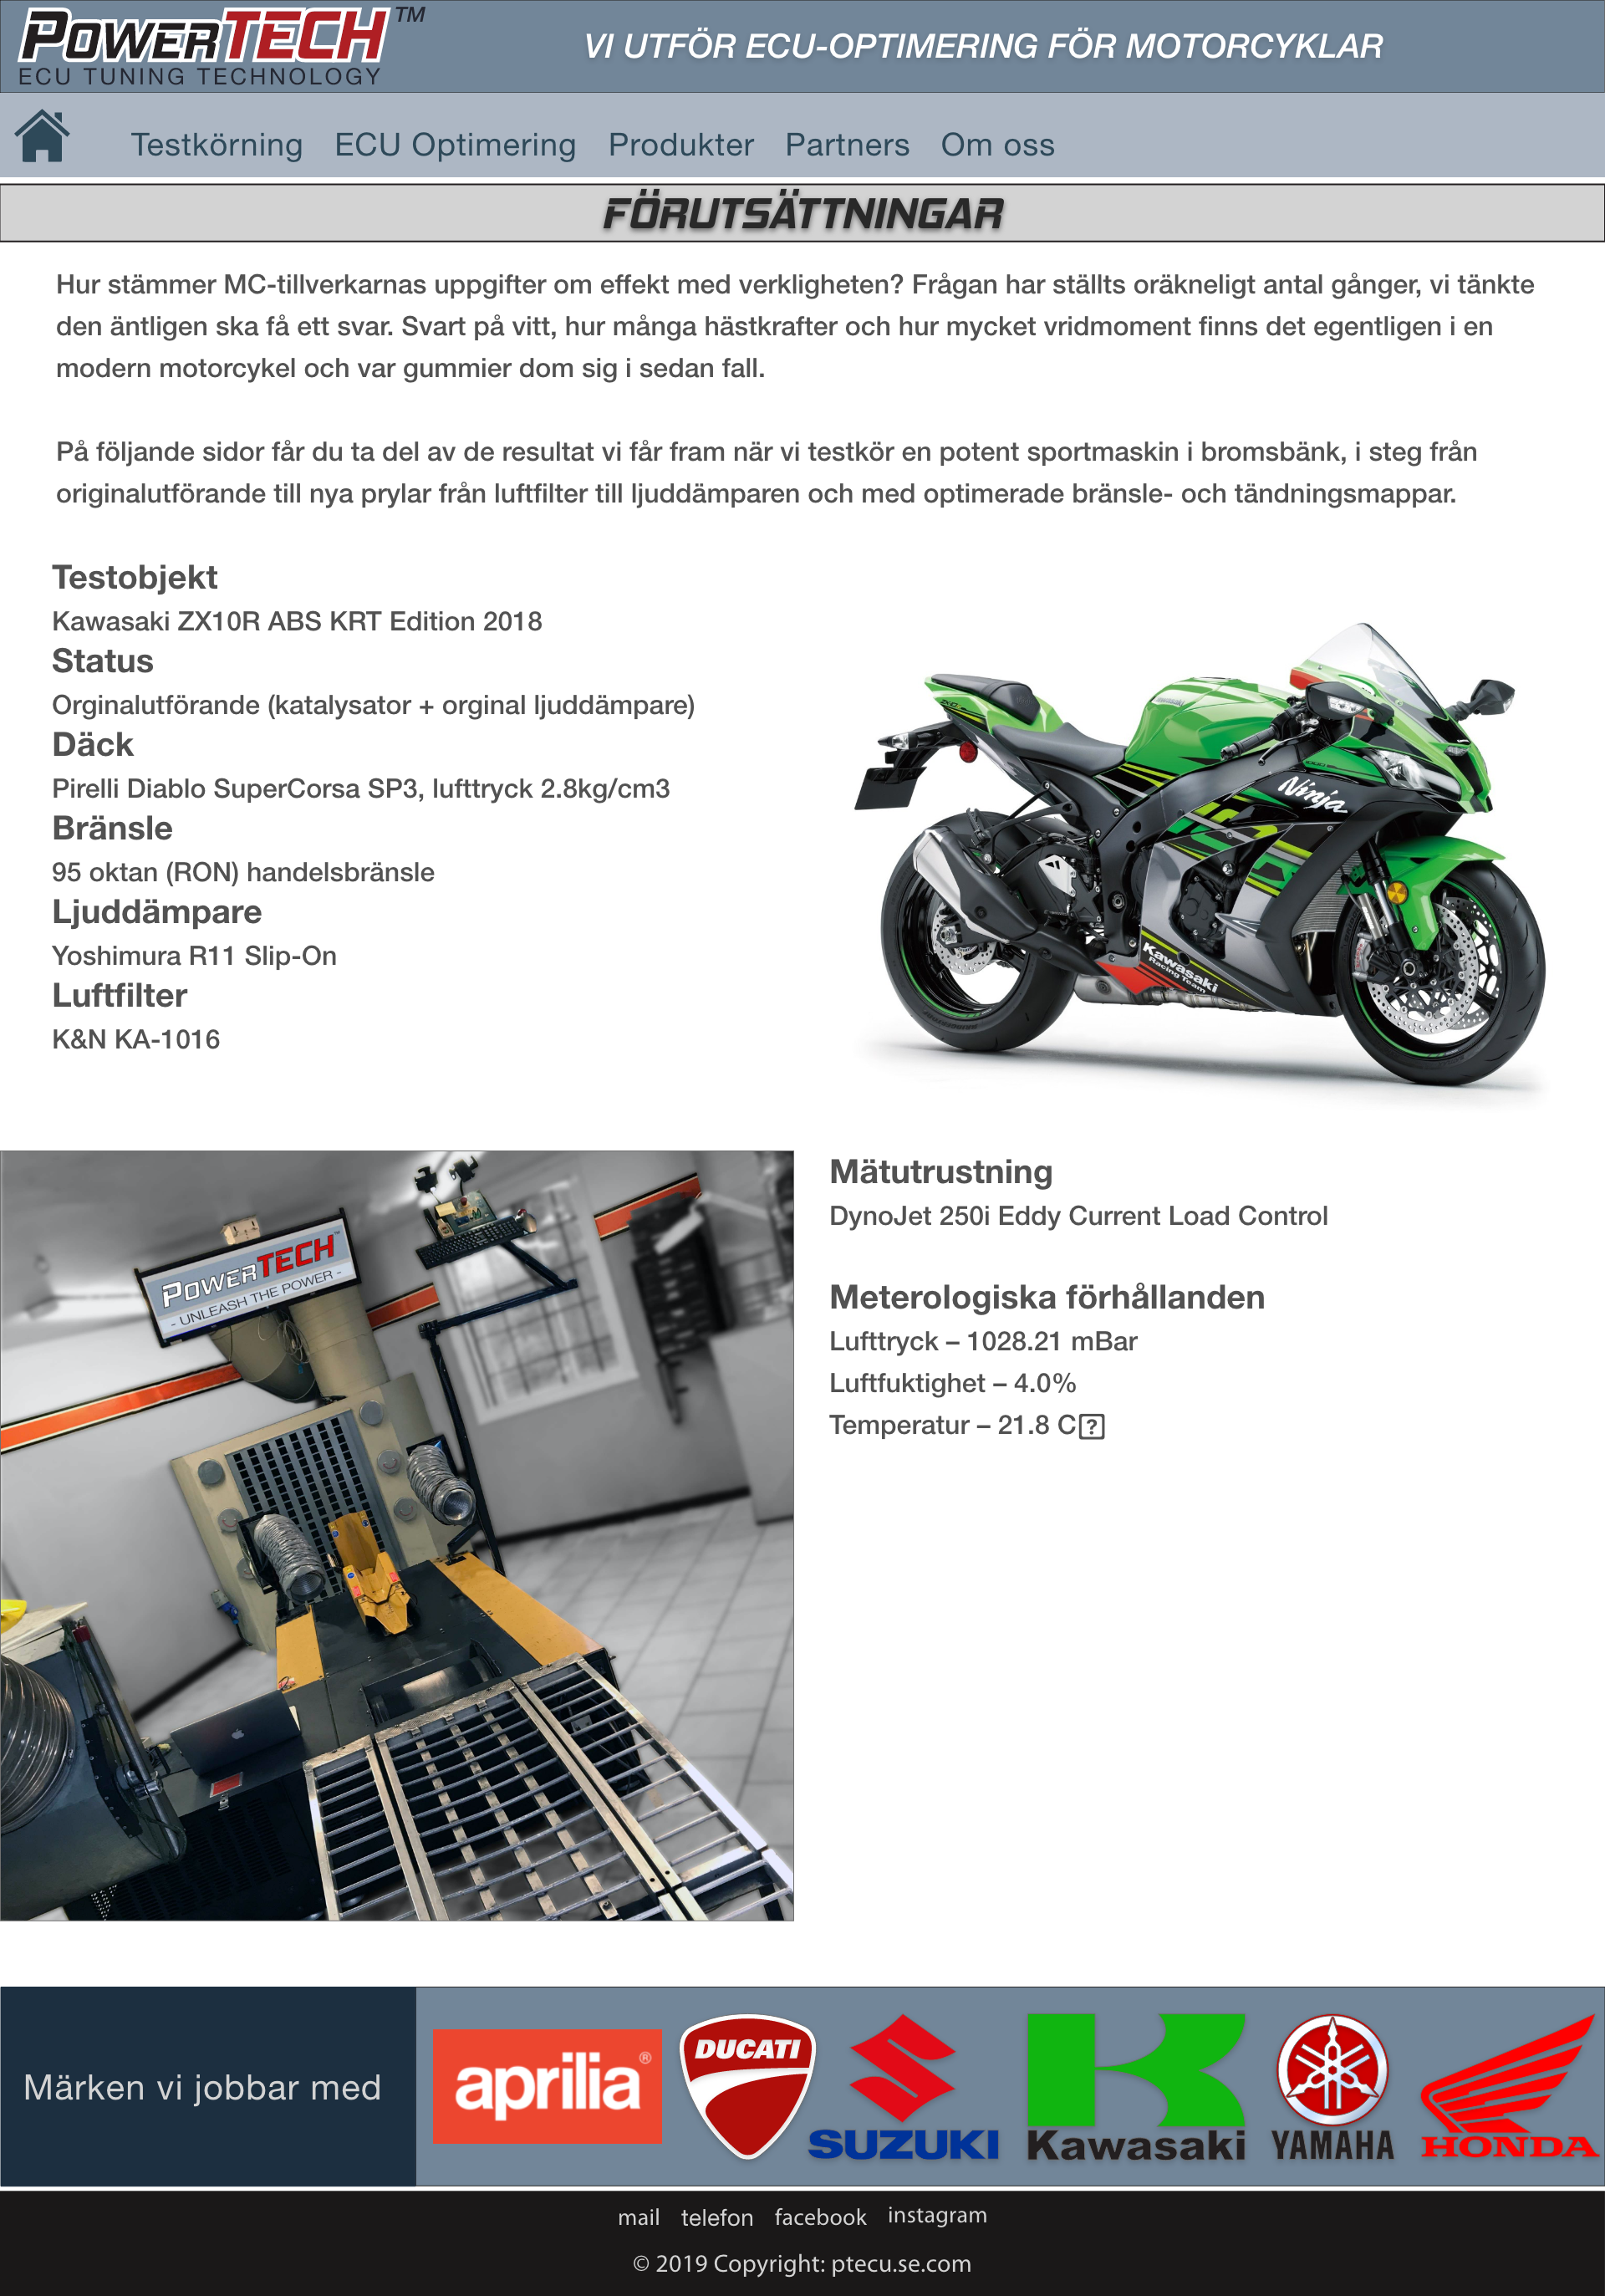 POWERTECH™
ECU TUNING TECHNOLOGY
VI UTFÖR ECU-OPTIMERING FÖR MOTORCYKLAR
Testkörning ECU Optimering Produkter Partners Om oss
FÖRUTSÄTTNINGAR
Hur stämmer MC-tillverkarnas uppgifter om effekt med verkligheten? Frågan har ställts oräkneligt antal gånger, vi tänkte
den äntligen ska få ett svar. Svart på vitt, hur många hästkrafter och hur mycket vridmoment finns det egentligen i en
modern motorcykel och var gummier dom sig i sedan fall.
På följande sidor får du ta del av de resultat vi får fram när vi testkör en potent sportmaskin i bromsbänk, i steg från
originalutförande till nya prylar från luftfilter till ljuddämparen och med optimerade bränsle- och tändningsmappar.
Testobjekt
Kawasaki ZX10R ABS KRT Edition 2018
Status
Orginalutförande (katalysator + orginal ljuddämpare)
Däck
Pirelli Diablo SuperCorsa SP3, lufttryck 2.8kg/cm3
Bränsle
95 oktan (RON) handelsbränsle
Ljuddämpare
Yoshimura R11 Slip-On
Luftfilter
K&N KA-1016
Ninja
Kawasaki
Racing Team
POWERTECH
- UNLEASH THE POWER -
Mätutrustning
DynoJet 250i Eddy Current Load Control
Meterologiska förhållanden
Lufttryck – 1028.21 mBar
Luftfuktighet – 4.0%
Temperatur – 21.8 C
Märken vi jobbar med
aprilia®
DUCATI
SUZUKI
Kawasaki
YAMAHA
HONDA
mail telefon facebook instagram
© 2019 Copyright: ptecu.se.com